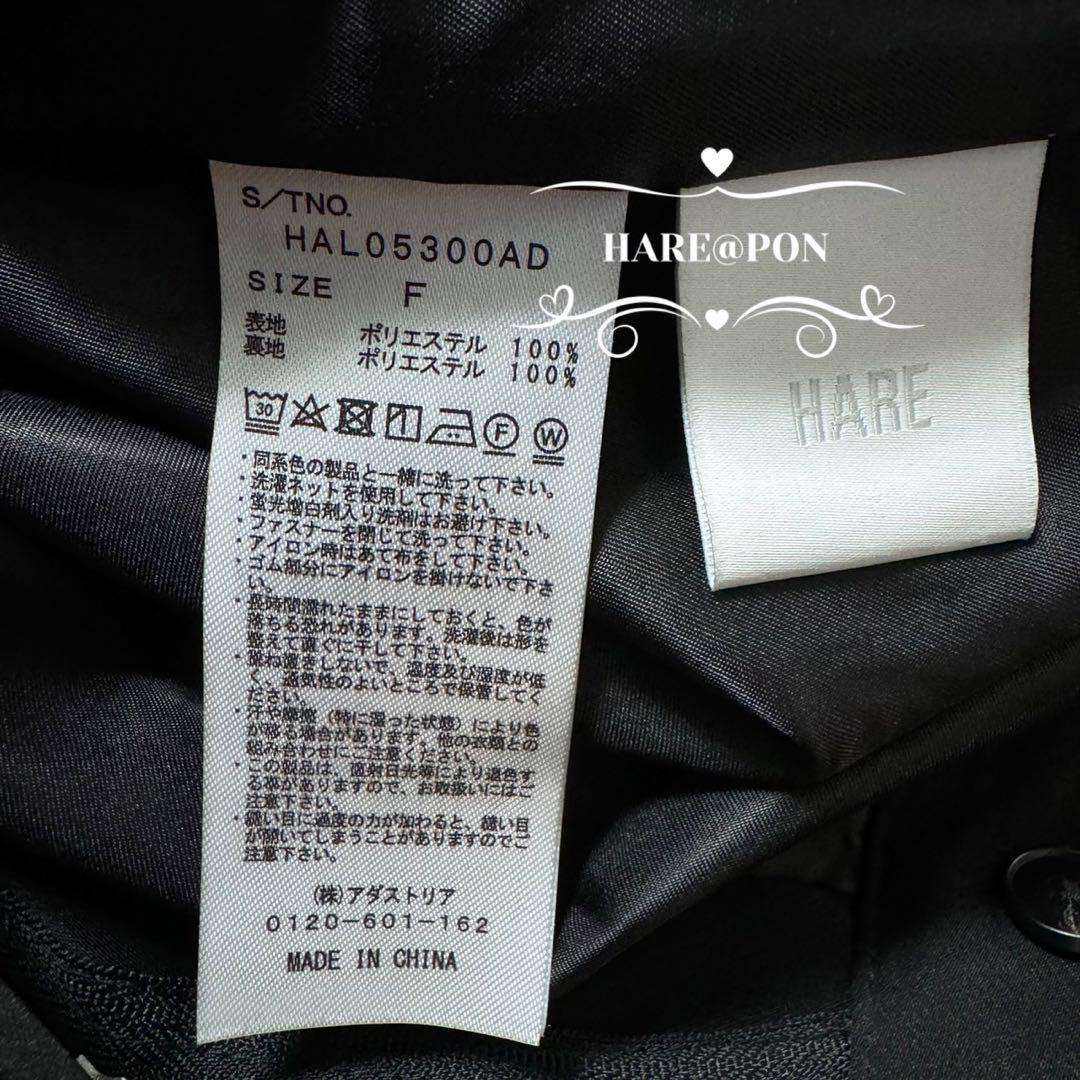 S/TNO.
HAL05300AD
SIZE F
表地 ポリエステル 100%
裏地 ポリエステル 100%
30 F W
・同系色の製品と一緒に洗って下さい。
・洗濯ネットを使用して下さい。
・蛍光増白剤入り洗剤はお避け下さい。
・ファスナーを閉じて洗って下さい。
・アイロン時はあて布をして下さい。
・ゴム部分にアイロンを掛けないで下さ
い。
・長時間濡れたままにしておくと、色が
落ちる恐れがあります。洗濯後は形を
整えて直ぐに干して下さい。
・重ね置きしないで、温度及び湿度が低
く、通気性のよいところで保管してく
ださい。
・汗や摩擦（特に湿った状態）により色
が移る場合があります。他の衣類との
組み合わせにご注意ください。
・この製品は、直射日光等により退色す
る事がありますので、お取扱いにはご
注意下さい。
・縫い目に過度の力が加わると、縫い目
が開いてしまうことがありますのでご
注意下さい。
(株)アダストリア
0120-601-162
MADE IN CHINA
HARE@PON
HARE